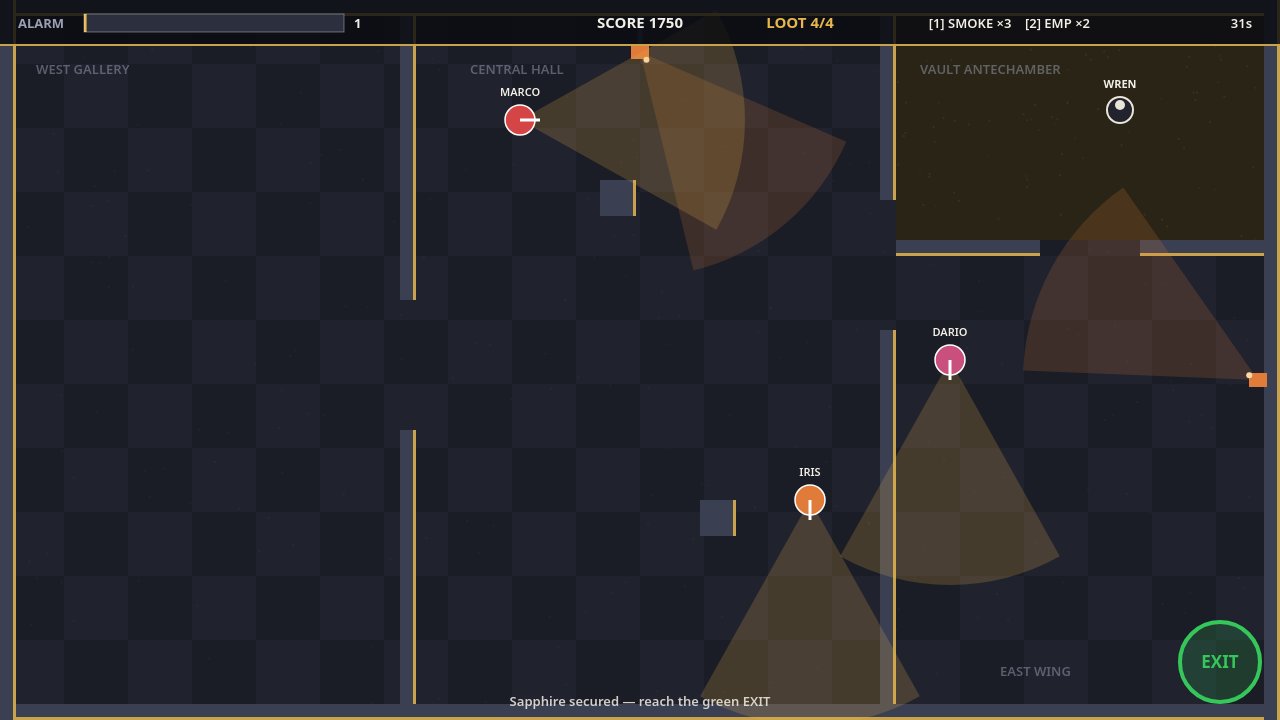 ALARM 1 SCORE 1750 LOOT 4/4 [1] SMOKE ×3 [2] EMP ×2 31s
WEST GALLERY CENTRAL HALL VAULT ANTECHAMBER
WREN
MARCO
DARIO
IRIS
EXIT
EAST WING
Sapphire secured — reach the green EXIT